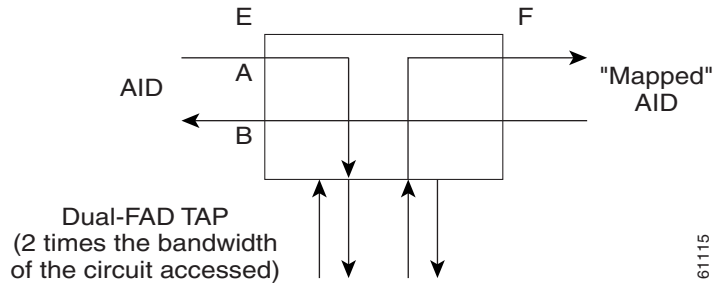 E
F
A
AID
"Mapped"
AID
B
Dual-FAD TAP
(2 times the bandwidth
of the circuit accessed)
61115